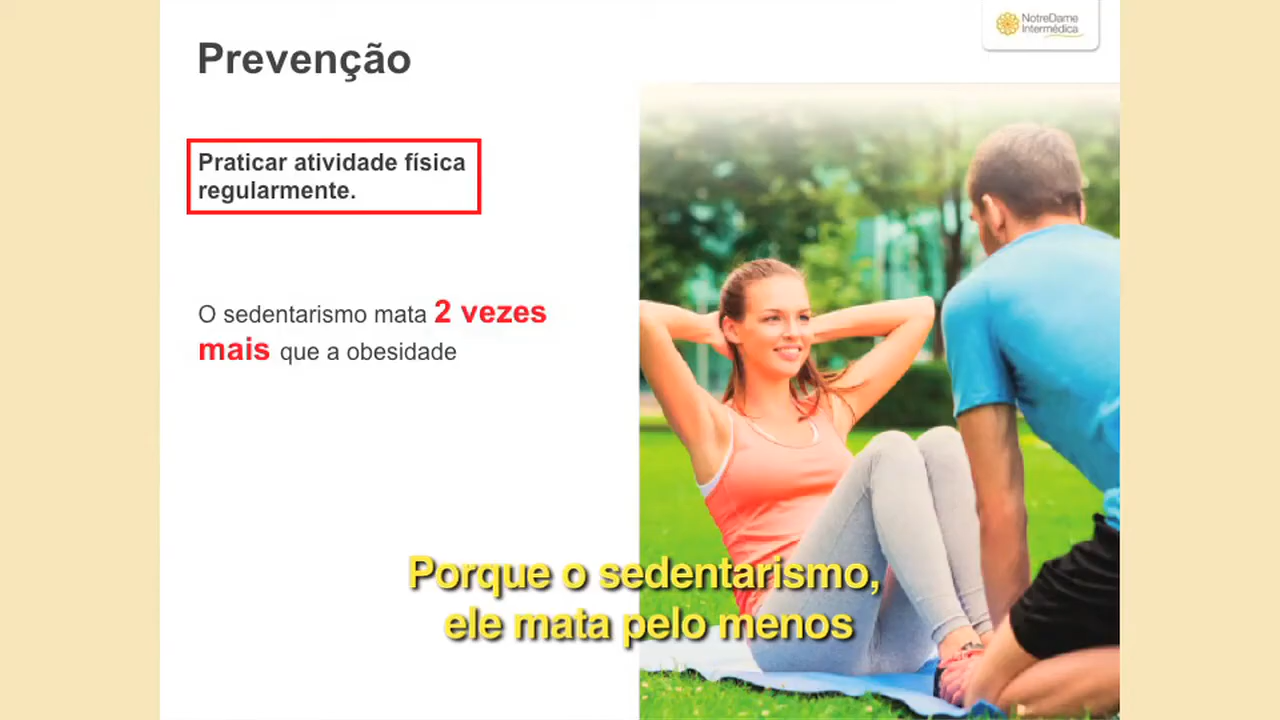 NotreDame
Intermédica
Prevenção
Praticar atividade física
regularmente.
O sedentarismo mata 2 vezes
mais que a obesidade
Porque o sedentarismo,
ele mata pelo menos